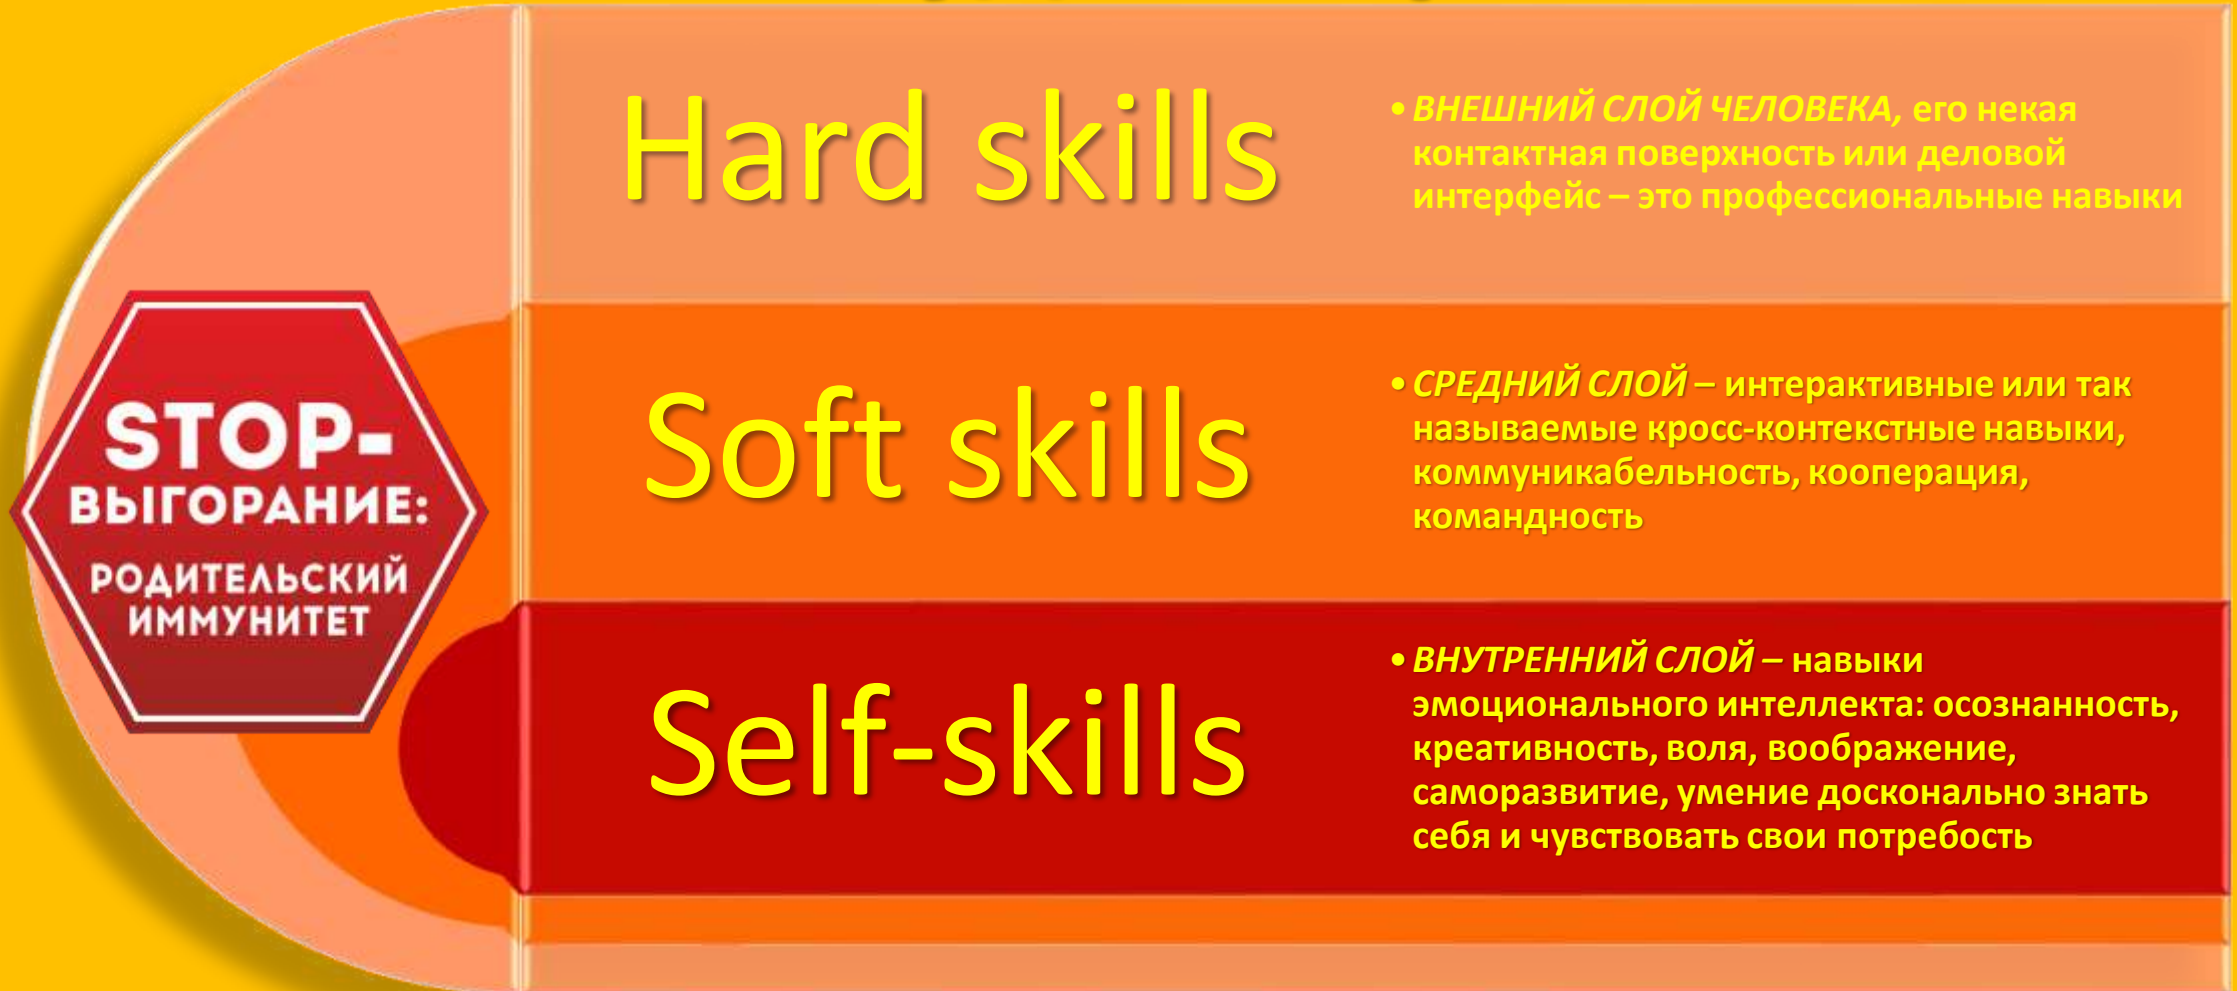 STOP-
ВЫГОРАНИЕ:
РОДИТЕЛЬСКИЙ
ИММУНИТЕТ
Hard skills
• ВНЕШНИЙ СЛОЙ ЧЕЛОВЕКА, его некая
контактная поверхность или деловой
интерфейс – это профессиональные навыки
Soft skills
• СРЕДНИЙ СЛОЙ – интерактивные или так
называемые кросс-контекстные навыки,
коммуникабельность, кооперация,
командность
Self-skills
• ВНУТРЕННИЙ СЛОЙ – навыки
эмоционального интеллекта: осознанность,
креативность, воля, воображение,
саморазвитие, умение досконально знать
себя и чувствовать свои потребость